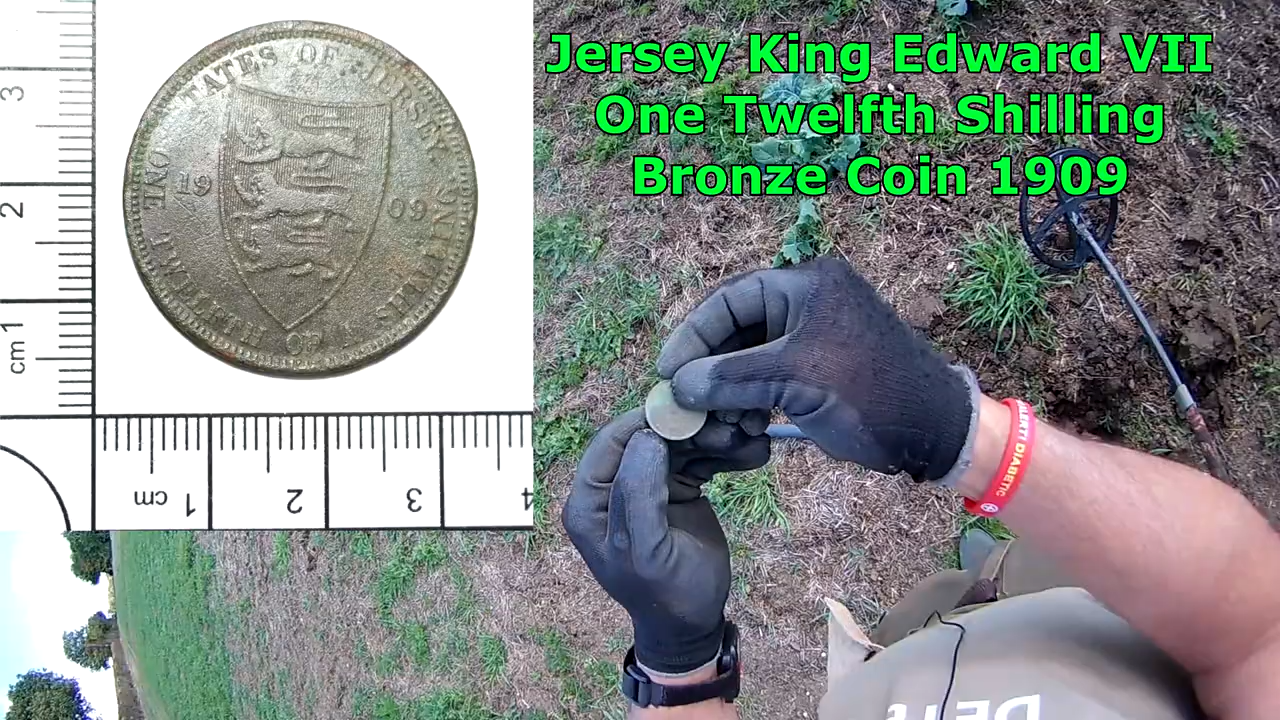 Jersey King Edward VII
One Twelfth Shilling
Bronze Coin 1909
STATES OF JERSEY.
19 09
ONE TWELFTH OF A SHILLING
3
2
cm 1
cm 1 2 3 4
ALERT! DIABETIC